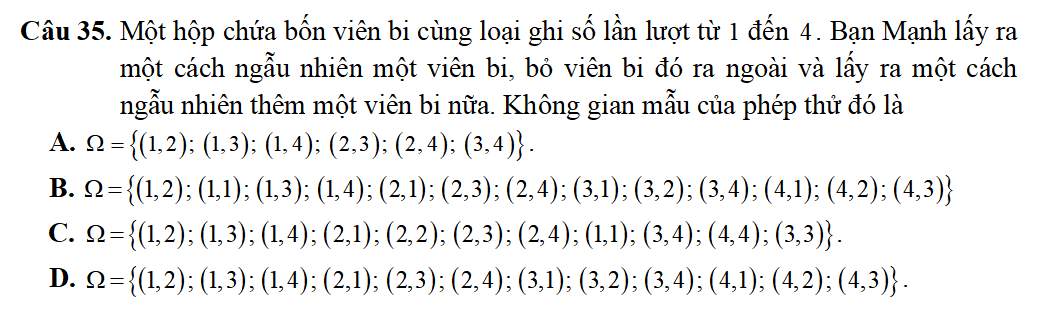 Câu 35. Một hộp chứa bốn viên bi cùng loại ghi số lần lượt từ 1 đến 4. Bạn Mạnh lấy ra
một cách ngẫu nhiên một viên bi, bỏ viên bi đó ra ngoài và lấy ra một cách
ngẫu nhiên thêm một viên bi nữa. Không gian mẫu của phép thử đó là
A. Ω = {(1,2); (1,3); (1,4); (2,3); (2,4); (3,4)}.
B. Ω = {(1,2); (1,1); (1,3); (1,4); (2,1); (2,3); (2,4); (3,1); (3,2); (3,4); (4,1); (4,2); (4,3)}
C. Ω = {(1,2); (1,3); (1,4); (2,1); (2,2); (2,3); (2,4); (1,1); (3,4); (4,4); (3,3)}.
D. Ω = {(1,2); (1,3); (1,4); (2,1); (2,3); (2,4); (3,1); (3,2); (3,4); (4,1); (4,2); (4,3)}.